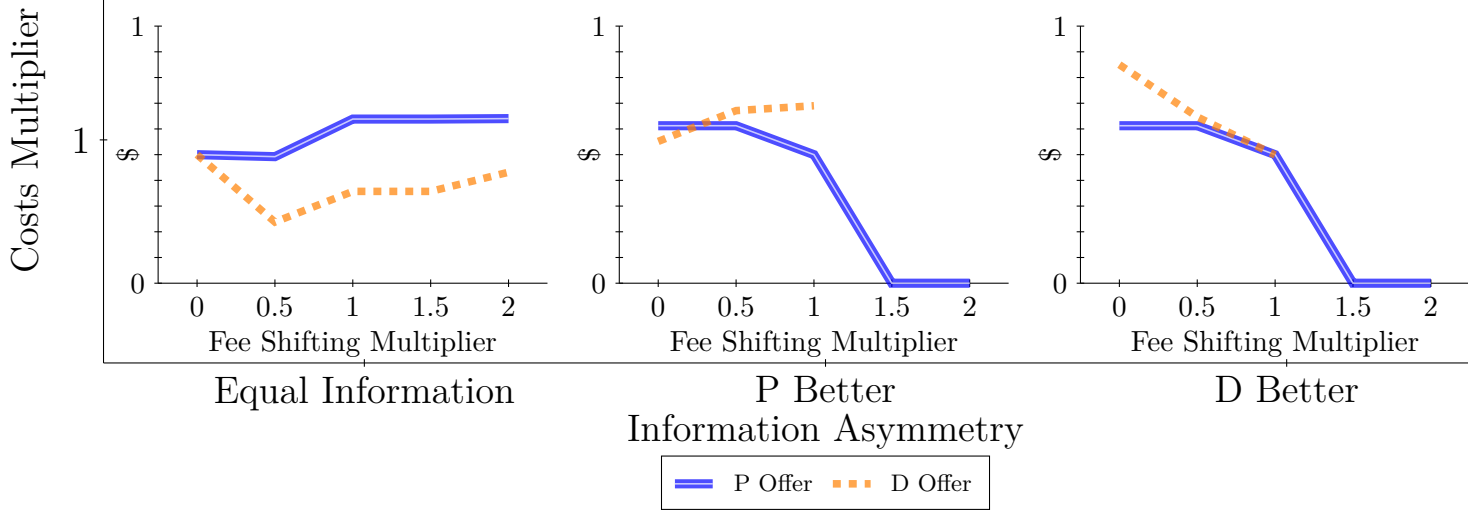 Costs Multiplier
1
1
$
0
0 0.5 1 1.5 2
Fee Shifting Multiplier
1
$
0
0 0.5 1 1.5 2
Fee Shifting Multiplier
1
$
0
0 0.5 1 1.5 2
Fee Shifting Multiplier
Equal Information
P Better
D Better
Information Asymmetry
P Offer
D Offer